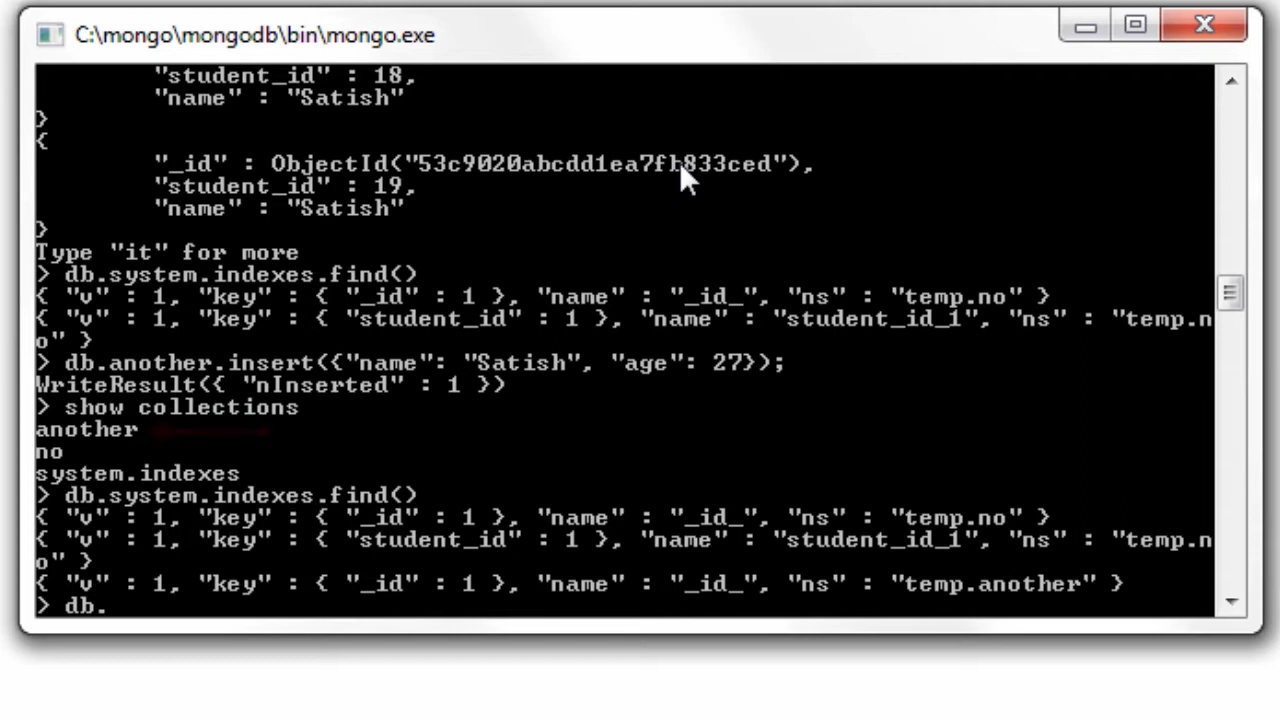 C:\mongo\mongodb\bin\mongo.exe
"student_id" : 18,
"name" : "Satish"
}
{
"_id" : ObjectId("53c9020abcdd1ea7fb833ced"),
"student_id" : 19,
"name" : "Satish"
}
Type "it" for more
> db.system.indexes.find()
{ "v" : 1, "key" : { "_id" : 1 }, "name" : "_id_", "ns" : "temp.no" }
{ "v" : 1, "key" : { "student_id" : 1 }, "name" : "student_id_1", "ns" : "temp.n
o" }
> db.another.insert({"name": "Satish", "age": 27});
WriteResult({ "nInserted" : 1 })
> show collections
another
no
system.indexes
> db.system.indexes.find()
{ "v" : 1, "key" : { "_id" : 1 }, "name" : "_id_", "ns" : "temp.no" }
{ "v" : 1, "key" : { "student_id" : 1 }, "name" : "student_id_1", "ns" : "temp.n
o" }
{ "v" : 1, "key" : { "_id" : 1 }, "name" : "_id_", "ns" : "temp.another" }
> db.